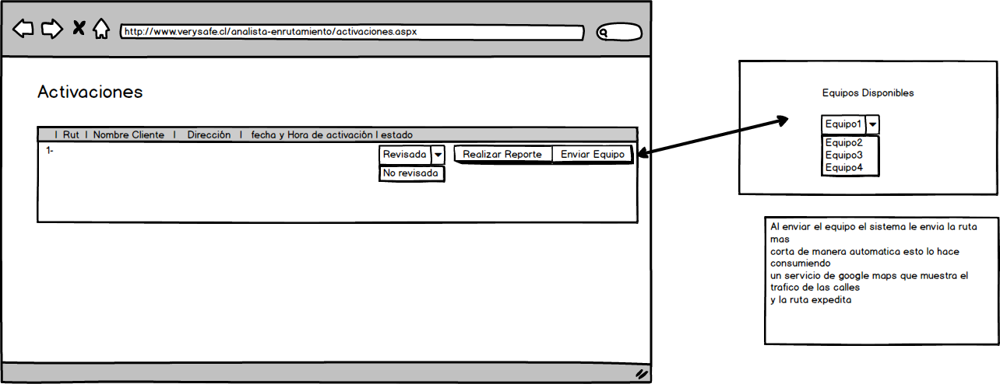 http://www.verysafe.cl/analista-enrutamiento/activaciones.aspx
Activaciones
| Rut | Nombre Cliente | Dirección | fecha y Hora de activación | estado
1-
Revisada
No revisada
Realizar Reporte
Enviar Equipo
Equipos Disponibles
Equipo1
Equipo2
Equipo3
Equipo4
Al enviar el equipo el sistema le envia la ruta
mas
corta de manera automatica esto lo hace
consumiendo
un servicio de google maps que muestra el
trafico de las calles
y la ruta expedita